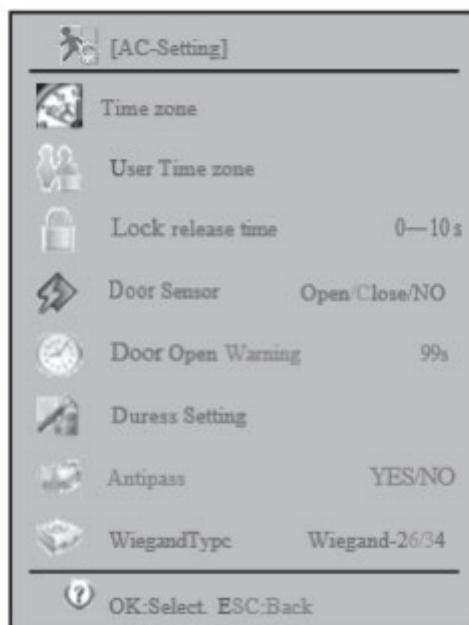 [AC-Setting]
Time zone
User Time zone
Lock release time 0—10 s
Door Sensor Open/Close/NO
Door Open Warning 99s
Duress Setting
Antipass YES/NO
WiegandType Wiegand-26/34
OK:Select. ESC:Back